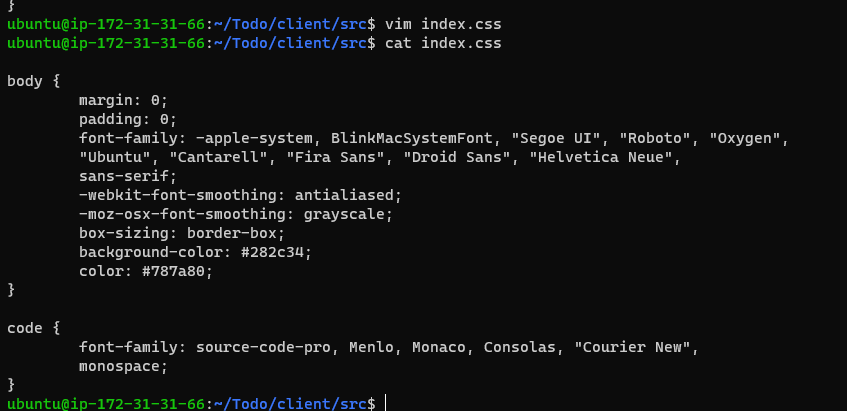 }
ubuntu@ip-172-31-31-66:~/Todo/client/src$ vim index.css
ubuntu@ip-172-31-31-66:~/Todo/client/src$ cat index.css

body {
        margin: 0;
        padding: 0;
        font-family: -apple-system, BlinkMacSystemFont, "Segoe UI", "Roboto", "Oxygen",
        "Ubuntu", "Cantarell", "Fira Sans", "Droid Sans", "Helvetica Neue",
        sans-serif;
        -webkit-font-smoothing: antialiased;
        -moz-osx-font-smoothing: grayscale;
        box-sizing: border-box;
        background-color: #282c34;
        color: #787a80;
}

code {
        font-family: source-code-pro, Menlo, Monaco, Consolas, "Courier New",
        monospace;
}
ubuntu@ip-172-31-31-66:~/Todo/client/src$